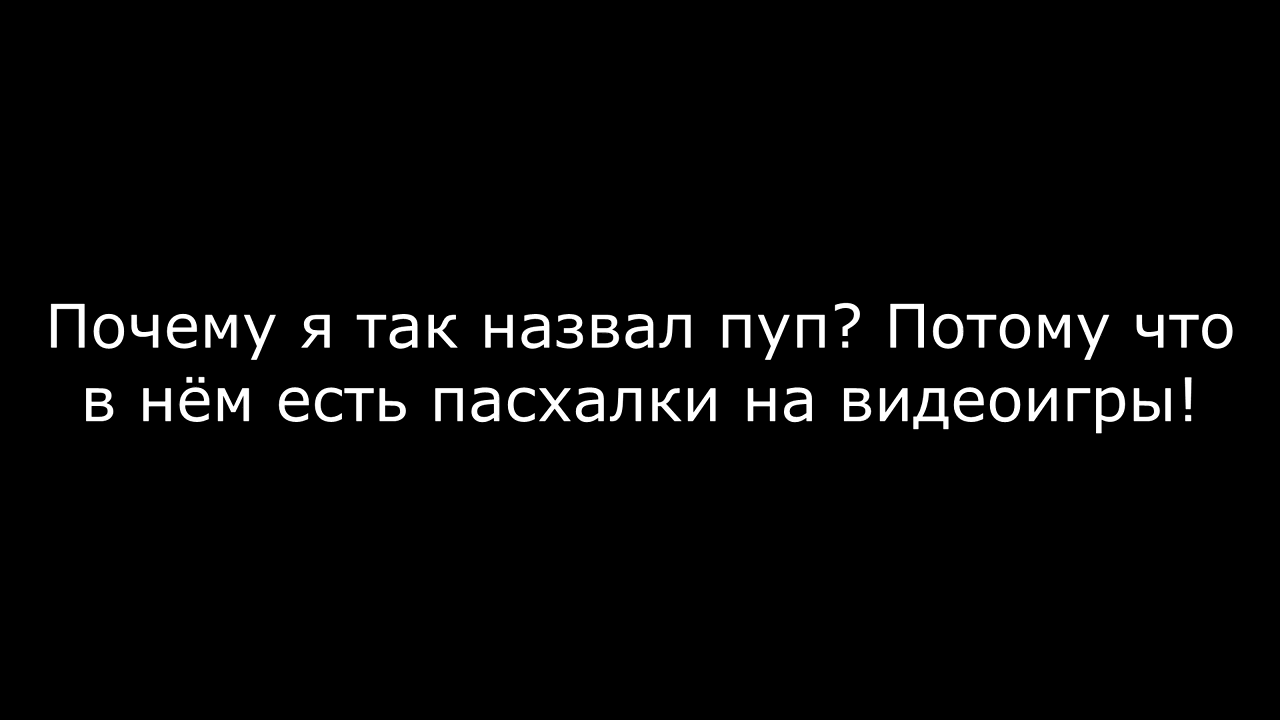 Почему я так назвал пуп? Потому что
в нём есть пасхалки на видеоигры!